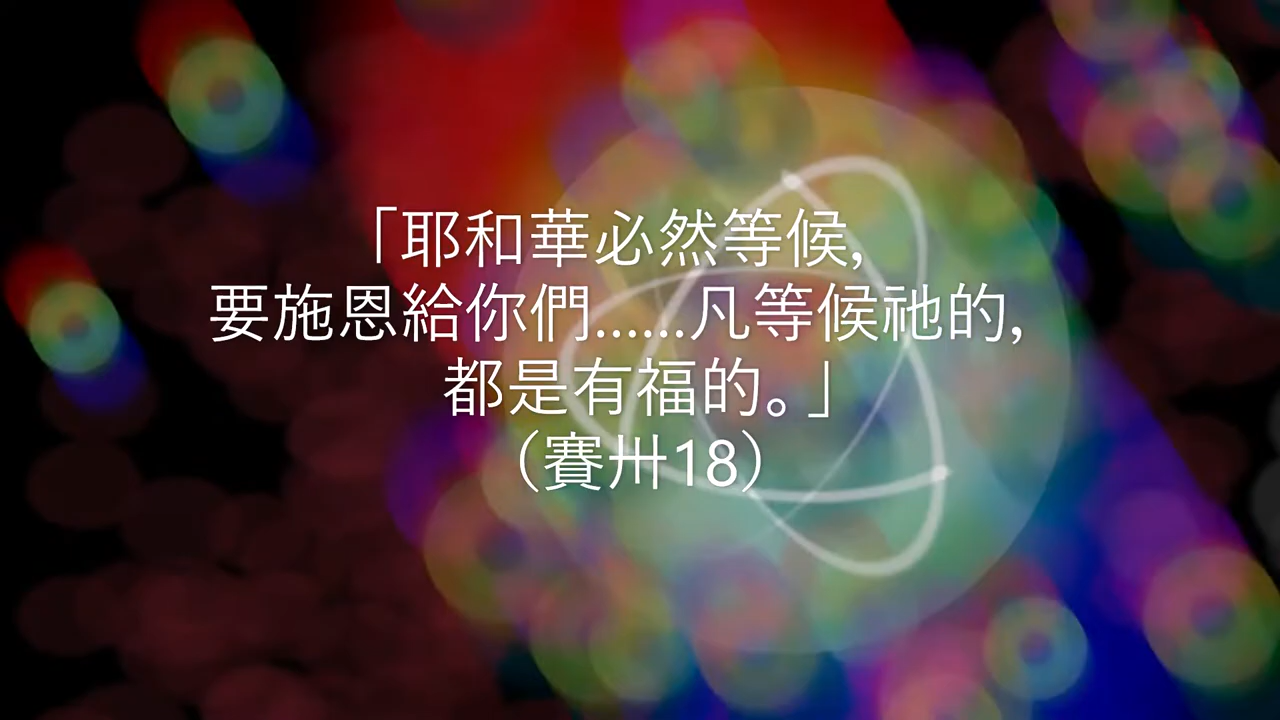 「耶和華必然等候,
要施恩給你們......凡等候祂的,
都是有福的。」
（賽卅18）